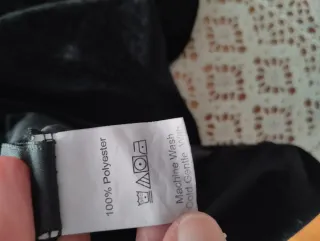 100% Polyester
Machine Wash
Cold Gentle